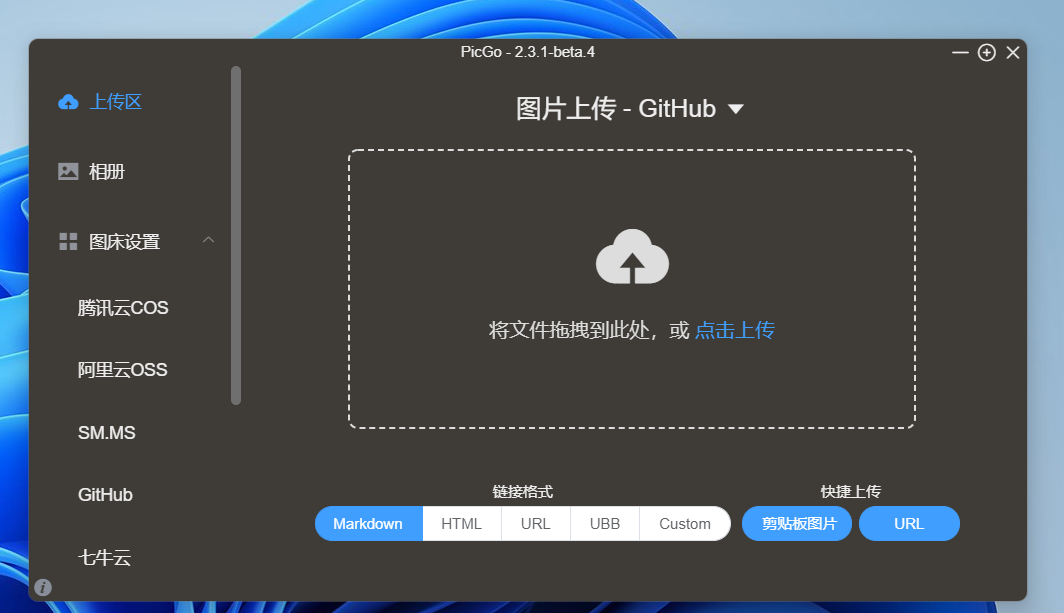 PicGo - 2.3.1-beta.4
上传区
相册
图床设置
腾讯云COS
阿里云OSS
SM.MS
GitHub
七牛云
图片上传 - GitHub
将文件拖拽到此处，或 点击上传
链接格式
快捷上传
Markdown HTML URL UBB Custom
剪贴板图片 URL